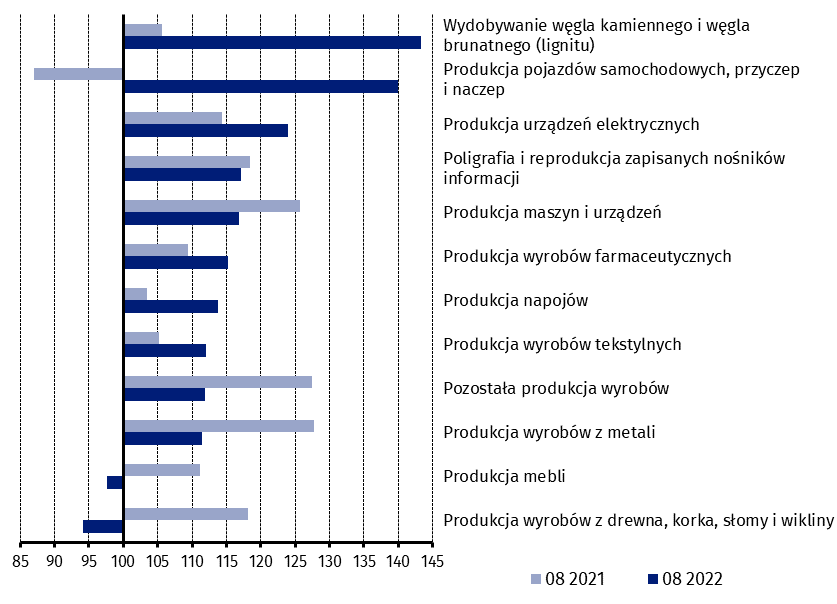 Wydobywanie węgla kamiennego i węgla
brunatnego (lignitu)
Produkcja pojazdów samochodowych, przyczep
i naczep
Produkcja urządzeń elektrycznych
Poligrafia i reprodukcja zapisanych nośników
informacji
Produkcja maszyn i urządzeń
Produkcja wyrobów farmaceutycznych
Produkcja napojów
Produkcja wyrobów tekstylnych
Pozostała produkcja wyrobów
Produkcja wyrobów z metali
Produkcja mebli
Produkcja wyrobów z drewna, korka, słomy i wikliny
85 90 95 100 105 110 115 120 125 130 135 140 145
08 2021 08 2022